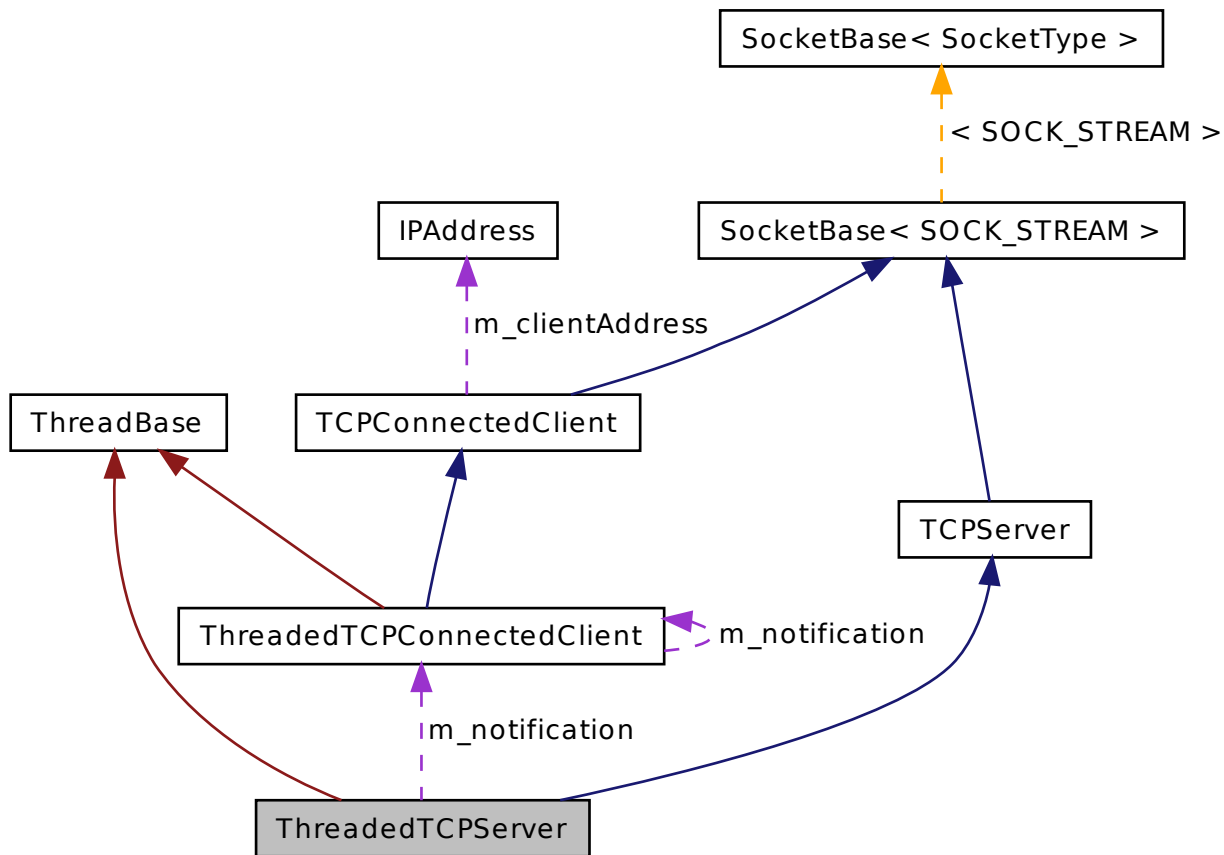 SocketBase< SocketType >
< SOCK_STREAM >
IPAddress
SocketBase< SOCK_STREAM >
m_clientAddress
ThreadBase
TCPConnectedClient
TCPServer
ThreadedTCPConnectedClient
m_notification
m_notification
ThreadedTCPServer